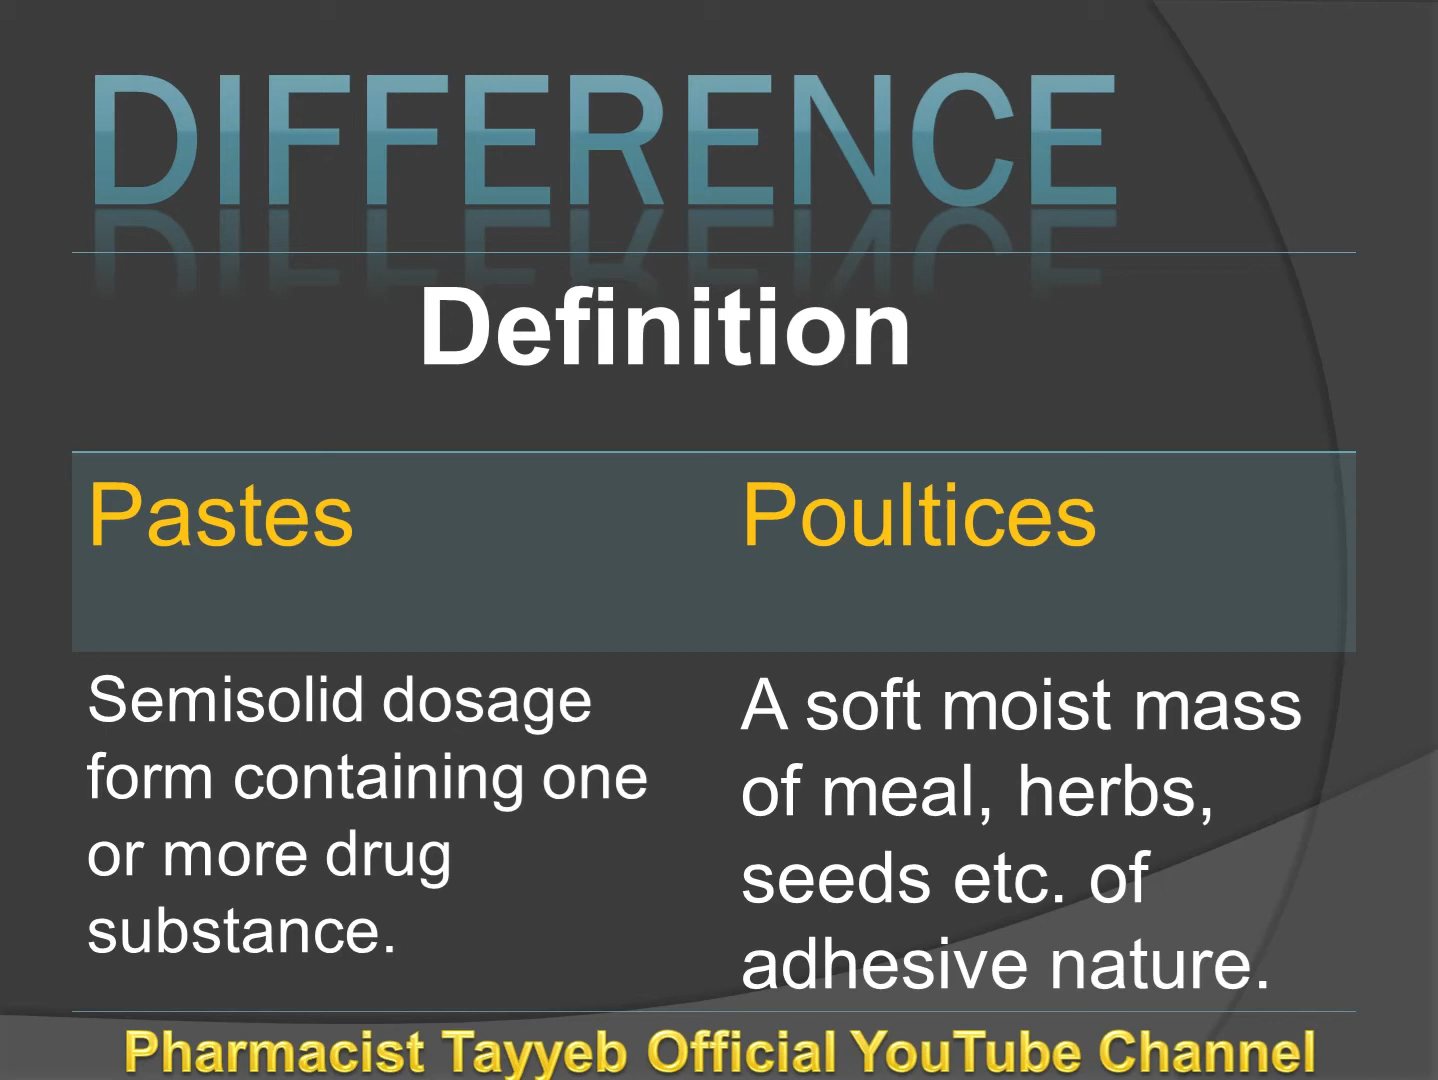 DIFFERENCE
Definition
Pastes
Poultices
Semisolid dosage
form containing one
or more drug
substance.
A soft moist mass
of meal, herbs,
seeds etc. of
adhesive nature.
Pharmacist Tayyeb Official YouTube Channel